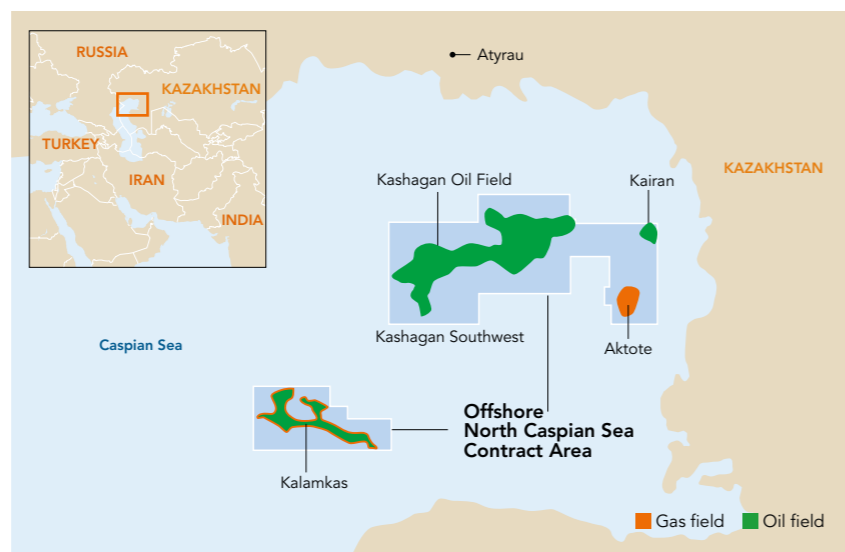 RUSSIA
KAZAKHSTAN
TURKEY
IRAN
INDIA
Atyrau
KAZAKHSTAN
Kashagan Oil Field
Kairan
Kashagan Southwest
Aktote
Caspian Sea
Offshore
North Caspian Sea
Contract Area
Kalamkas
Gas field
Oil field